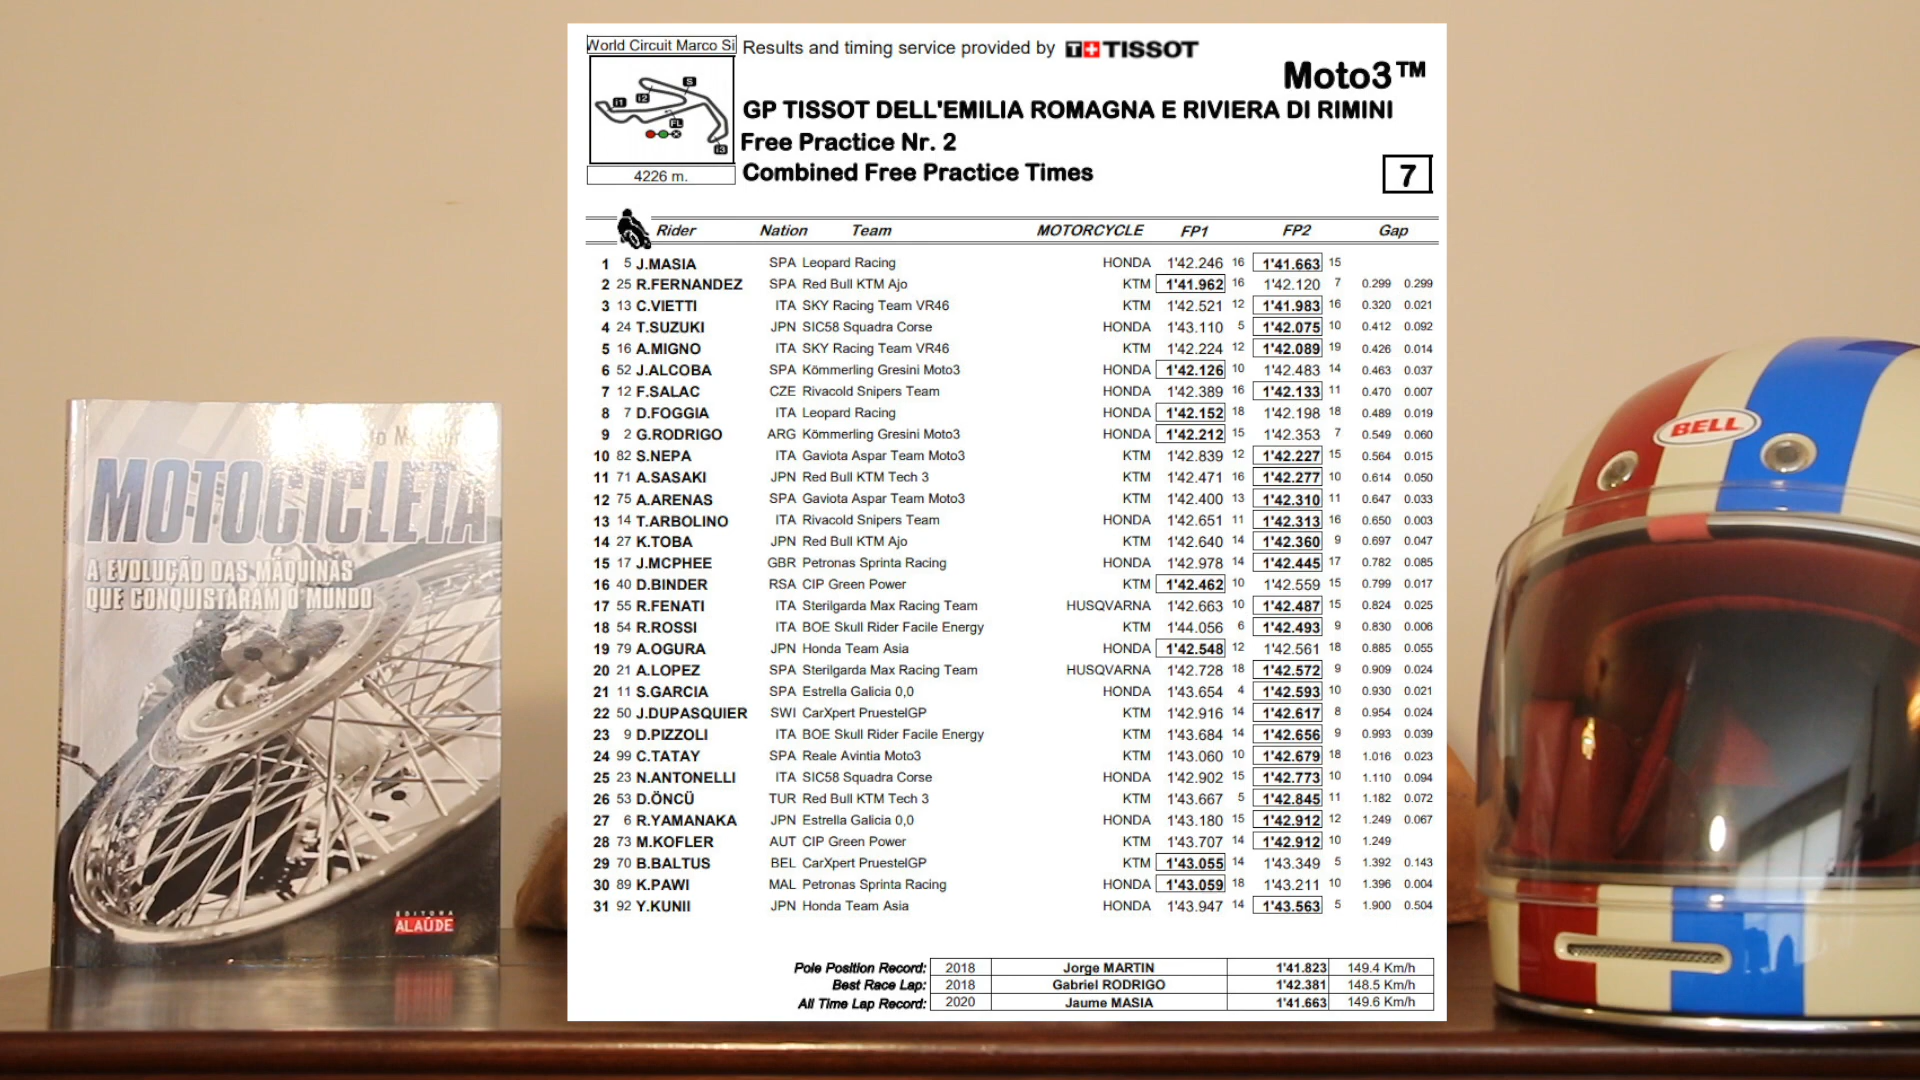 MOTOCICLETA
A EVOLUÇÃO DAS MÁQUINAS
QUE CONQUISTARAM O MUNDO
EDITORA
ALAÚDE
World Circuit Marco Si
Results and timing service provided by TISSOT
Moto3™
S
i1 i2
FL
i3
4226 m.
GP TISSOT DELL'EMILIA ROMAGNA E RIVIERA DI RIMINI
Free Practice Nr. 2
Combined Free Practice Times
7
Rider Nation Team MOTORCYCLE FP1 FP2 Gap
1 5 J.MASIA SPA Leopard Racing HONDA 1'42.246 16 1'41.663 15
2 25 R.FERNANDEZ SPA Red Bull KTM Ajo KTM 1'41.962 16 1'42.120 7 0.299 0.299
3 13 C.VIETTI ITA SKY Racing Team VR46 KTM 1'42.521 12 1'41.983 16 0.320 0.021
4 24 T.SUZUKI JPN SIC58 Squadra Corse HONDA 1'43.110 5 1'42.075 10 0.412 0.092
5 16 A.MIGNO ITA SKY Racing Team VR46 KTM 1'42.224 12 1'42.089 19 0.426 0.014
6 52 J.ALCOBA SPA Kömmerling Gresini Moto3 HONDA 1'42.126 10 1'42.483 14 0.463 0.037
7 12 F.SALAC CZE Rivacold Snipers Team HONDA 1'42.389 16 1'42.133 11 0.470 0.007
8 7 D.FOGGIA ITA Leopard Racing HONDA 1'42.152 18 1'42.198 18 0.489 0.019
9 2 G.RODRIGO ARG Kömmerling Gresini Moto3 HONDA 1'42.212 15 1'42.353 7 0.549 0.060
10 82 S.NEPA ITA Gaviota Aspar Team Moto3 KTM 1'42.839 12 1'42.227 15 0.564 0.015
11 71 A.SASAKI JPN Red Bull KTM Tech 3 KTM 1'42.471 16 1'42.277 10 0.614 0.050
12 75 A.ARENAS SPA Gaviota Aspar Team Moto3 KTM 1'42.400 13 1'42.310 11 0.647 0.033
13 14 T.ARBOLINO ITA Rivacold Snipers Team HONDA 1'42.651 11 1'42.313 16 0.650 0.003
14 27 K.TOBA JPN Red Bull KTM Ajo KTM 1'42.640 14 1'42.360 9 0.697 0.047
15 17 J.MCPHEE GBR Petronas Sprinta Racing HONDA 1'42.978 14 1'42.445 17 0.782 0.085
16 40 D.BINDER RSA CIP Green Power KTM 1'42.462 10 1'42.559 15 0.799 0.017
17 55 R.FENATI ITA Sterilgarda Max Racing Team HUSQVARNA 1'42.663 10 1'42.487 15 0.824 0.025
18 54 R.ROSSI ITA BOE Skull Rider Facile Energy KTM 1'44.056 6 1'42.493 9 0.830 0.006
19 79 A.OGURA JPN Honda Team Asia HONDA 1'42.548 12 1'42.561 18 0.885 0.055
20 21 A.LOPEZ SPA Sterilgarda Max Racing Team HUSQVARNA 1'42.728 18 1'42.572 9 0.909 0.024
21 11 S.GARCIA SPA Estrella Galicia 0,0 HONDA 1'43.654 4 1'42.593 10 0.930 0.021
22 50 J.DUPASQUIER SWI CarXpert PruestelGP KTM 1'42.916 14 1'42.617 8 0.954 0.024
23 9 D.PIZZOLI ITA BOE Skull Rider Facile Energy KTM 1'43.684 14 1'42.656 9 0.993 0.039
24 99 C.TATAY SPA Reale Avintia Moto3 KTM 1'43.060 10 1'42.679 18 1.016 0.023
25 23 N.ANTONELLI ITA SIC58 Squadra Corse HONDA 1'42.902 15 1'42.773 10 1.110 0.094
26 53 D.ÖNCÜ TUR Red Bull KTM Tech 3 KTM 1'43.667 5 1'42.845 11 1.182 0.072
27 6 R.YAMANAKA JPN Estrella Galicia 0,0 HONDA 1'43.180 15 1'42.912 12 1.249 0.067
28 73 M.KOFLER AUT CIP Green Power KTM 1'43.707 14 1'42.912 10 1.249
29 70 B.BALTUS BEL CarXpert PruestelGP KTM 1'43.055 14 1'43.349 5 1.392 0.143
30 89 K.PAWI MAL Petronas Sprinta Racing HONDA 1'43.059 18 1'43.211 10 1.396 0.004
31 92 Y.KUNII JPN Honda Team Asia HONDA 1'43.947 14 1'43.563 5 1.900 0.504
Pole Position Record: 2018 Jorge MARTIN 1'41.823 149.4 Km/h
Best Race Lap: 2018 Gabriel RODRIGO 1'42.381 148.5 Km/h
All Time Lap Record: 2020 Jaume MASIA 1'41.663 149.6 Km/h
BELL